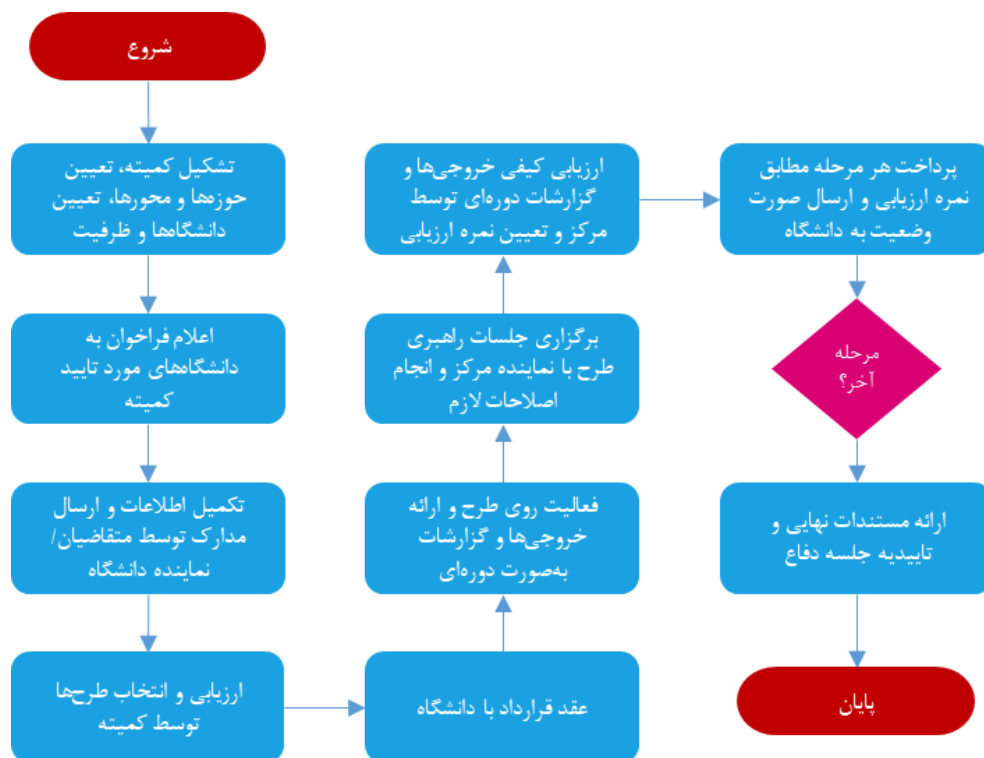 شروع
تشکیل کمیته، تعیین
حوزه‌ها و محورها، تعیین
دانشگاه‌ها و ظرفیت
اعلام فراخوان به
دانشگاه‌های مورد تایید
کمیته
تکمیل اطلاعات و ارسال
مدارک توسط متقاضیان/
نماینده دانشگاه
ارزیابی و انتخاب طرح‌ها
توسط کمیته
عقد قرارداد با دانشگاه
فعالیت روی طرح و ارائه
خروجی‌ها و گزارشات
به‌صورت دوره‌ای
برگزاری جلسات راهبری
طرح با نماینده مرکز و انجام
اصلاحات لازم
ارزیابی کیفی خروجی‌ها و
گزارشات دوره‌ای توسط
مرکز و تعیین نمره ارزیابی
پرداخت هر مرحله مطابق
نمره ارزیابی و ارسال صورت
وضعیت به دانشگاه
مرحله
آخر؟
ارائه مستندات نهایی و
تاییدیه جلسه دفاع
پایان